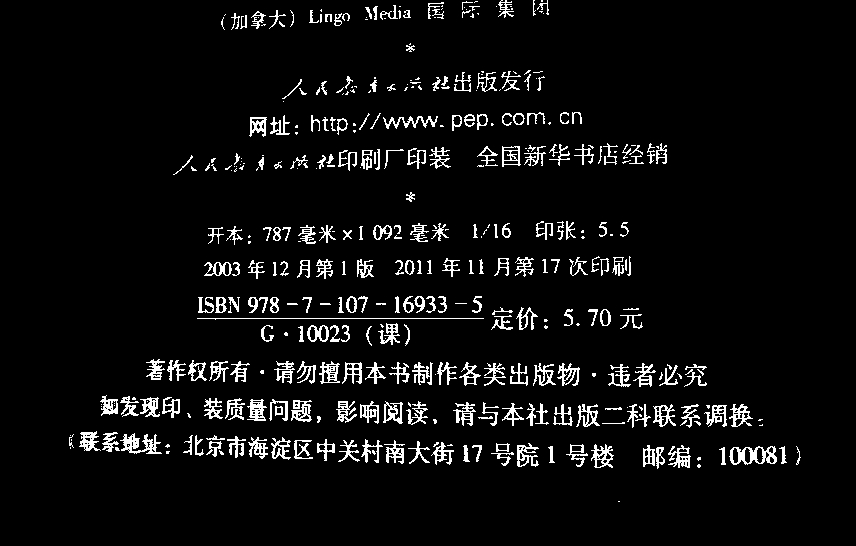 （加拿大）Lingo Media 国际集团
*
人民教育出版社出版发行
网址：http://www.pep.com.cn
人民教育出版社印刷厂印装　全国新华书店经销
*
开本：787 毫米×1 092 毫米　1/16　印张：5.5
2003 年 12 月第 1 版　2011 年 11 月第 17 次印刷
ISBN 978-7-107-16933-5 定价：5.70 元
G·10023（课）
著作权所有·请勿擅用本书制作各类出版物·违者必究
如发现印、装质量问题，影响阅读，请与本社出版二科联系调换。
（联系地址：北京市海淀区中关村南大街 17 号院 1 号楼　邮编：100081）